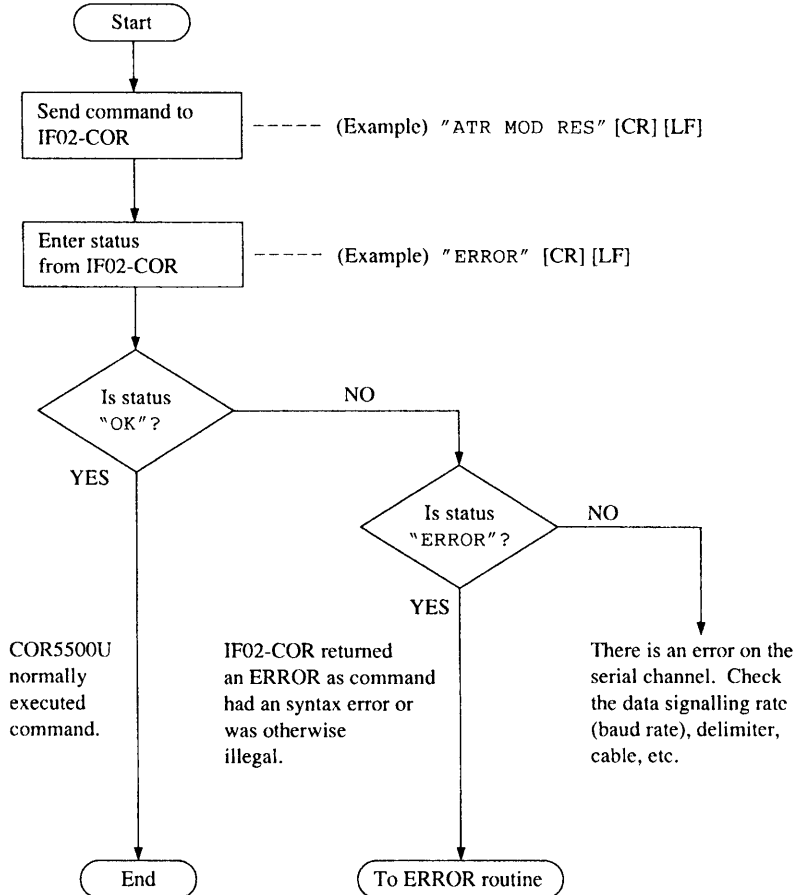 Start
Send command to
IF02-COR
(Example) "ATR MOD RES" [CR] [LF]
Enter status
from IF02-COR
(Example) "ERROR" [CR] [LF]
Is status
"OK"?
NO
YES
Is status
"ERROR"?
NO
YES
COR5500U
normally
executed
command.
IF02-COR returned
an ERROR as command
had an syntax error or
was otherwise
illegal.
There is an error on the
serial channel. Check
the data signalling rate
(baud rate), delimiter,
cable, etc.
End
To ERROR routine